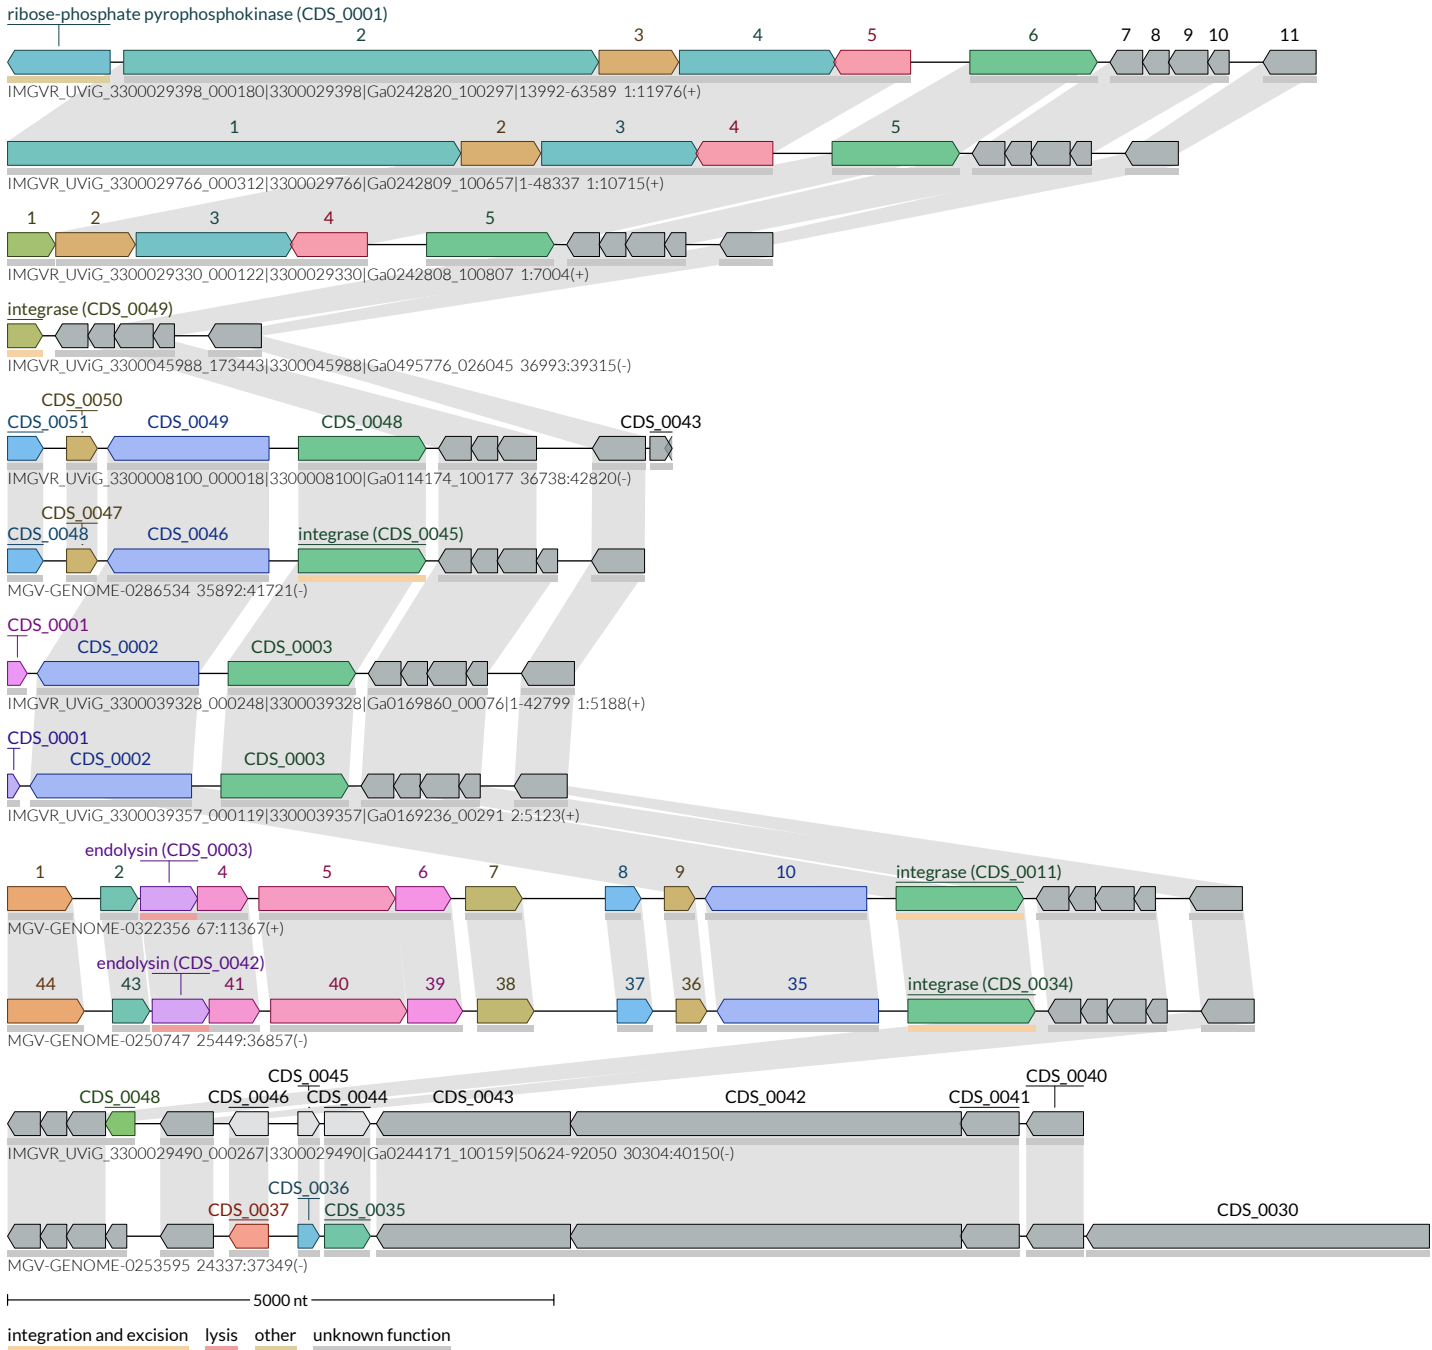 ribose-phosphate pyrophosphokinase (CDS_0001)
2 3 4 5 6 7 8 9 10 11
IMGVR_UViG_3300029398_000180|3300029398|Ga0242820_100297|13992-63589 1:11976(+)
1 2 3 4 5
IMGVR_UViG_3300029766_000312|3300029766|Ga0242809_100657|1-48337 1:10715(+)
1 2 3 4 5
IMGVR_UViG_3300029330_000122|3300029330|Ga0242808_100807 1:7004(+)
integrase (CDS_0049)
IMGVR_UViG_3300045988_173443|3300045988|Ga0495776_026045 36993:39315(-)
CDS_0050
CDS_0051 CDS_0049 CDS_0048 CDS_0043
IMGVR_UViG_3300008100_000018|3300008100|Ga0114174_100177 36738:42820(-)
CDS_0047
CDS_0048 CDS_0046 integrase (CDS_0045)
MGV-GENOME-0286534 35892:41721(-)
CDS_0001
CDS_0002 CDS_0003
IMGVR_UViG_3300039328_000248|3300039328|Ga0169860_00076|1-42799 1:5188(+)
CDS_0001
CDS_0002 CDS_0003
IMGVR_UViG_3300039357_000119|3300039357|Ga0169236_00291 2:5123(+)
endolysin (CDS_0003)
1 2 4 5 6 7 8 9 10 integrase (CDS_0011)
MGV-GENOME-0322356 67:11367(+)
endolysin (CDS_0042)
44 43 41 40 39 38 37 36 35 integrase (CDS_0034)
MGV-GENOME-0250747 25449:36857(-)
CDS_0045 CDS_0040
CDS_0048 CDS_0046 CDS_0044 CDS_0043 CDS_0042 CDS_0041
IMGVR_UViG_3300029490_000267|3300029490|Ga0244171_100159|50624-92050 30304:40150(-)
CDS_0036
CDS_0037 CDS_0035 CDS_0030
MGV-GENOME-0253595 24337:37349(-)
5000 nt
integration and excision lysis other unknown function